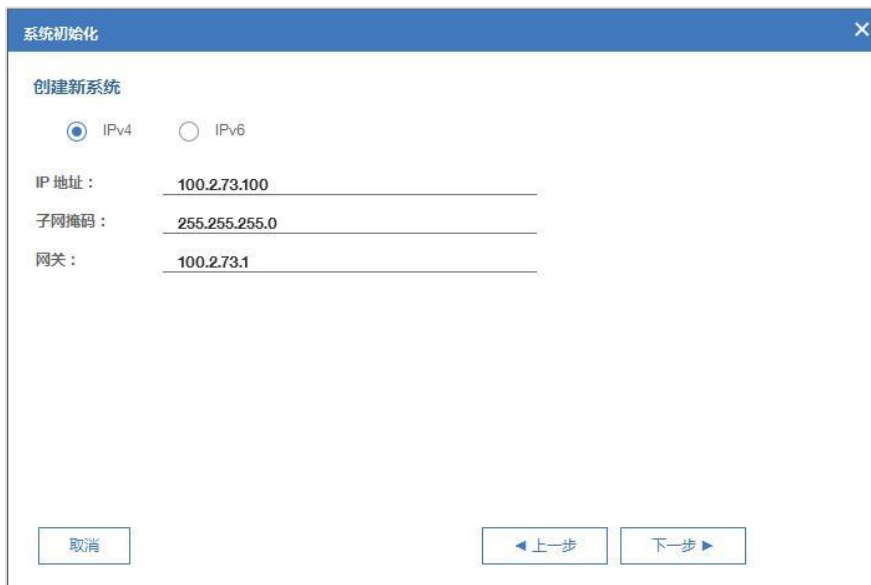 系统初始化
创建新系统
IPv4 IPv6
IP 地址： 100.2.73.100
子网掩码： 255.255.255.0
网关： 100.2.73.1
取消 ◀ 上一步 下一步 ▶